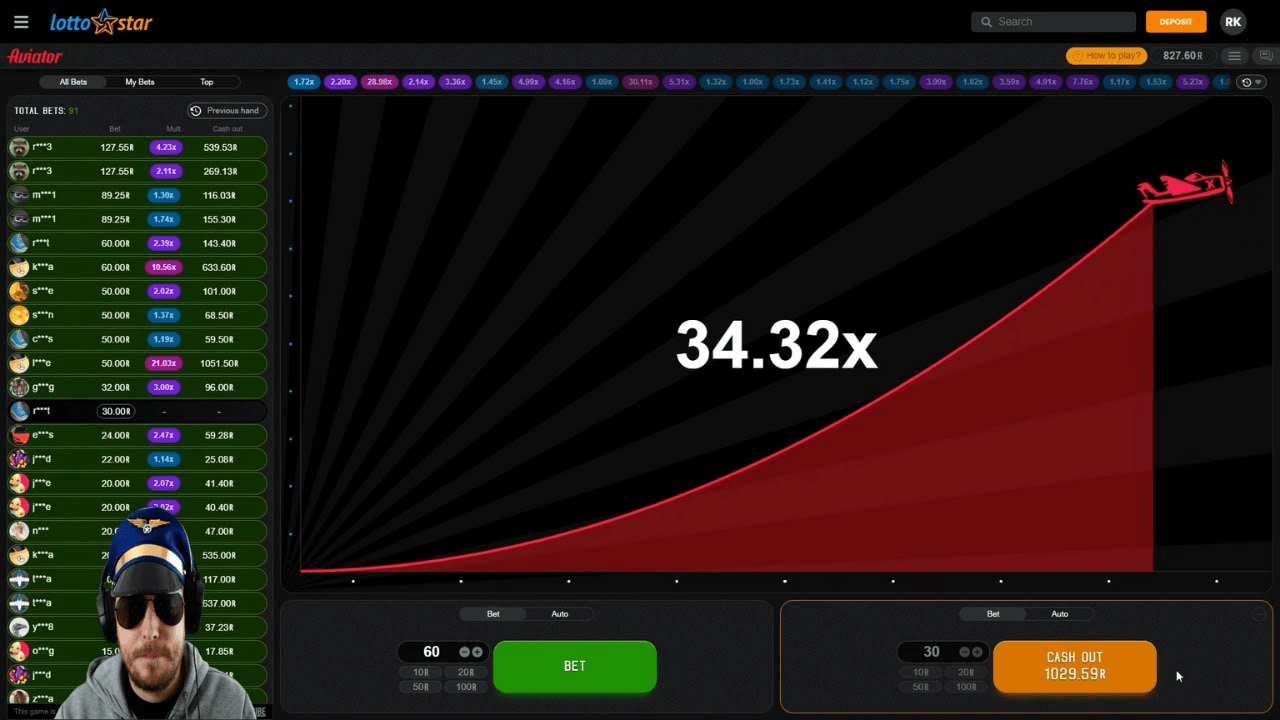 lotto star
Search
DEPOSIT
RK
Aviator
How to play?
827.60R
All Bets My Bets Top
1.72x 2.20x 28.98x 2.14x 3.36x 1.45x 4.99x 4.16x 1.09x 30.11x 5.31x 1.32x 1.00x 1.73x 1.41x 1.12x 1.75x 3.99x 1.82x 3.59x 4.91x 7.76x 1.17x 1.53x 5.23x
TOTAL BETS: 91
Previous hand
User Bet Mult. Cash out
r***3 127.55R 4.23x 539.53R
r***3 127.55R 2.11x 269.13R
m***1 89.25R 1.30x 116.03R
m***1 89.25R 1.74x 155.30R
r***t 60.00R 2.39x 143.40R
k***a 60.00R 10.56x 633.60R
s***e 50.00R 2.02x 101.00R
s***n 50.00R 1.37x 68.50R
c***s 50.00R 1.19x 59.50R
l***e 50.00R 21.03x 1051.50R
g***g 32.00R 3.00x 96.00R
r***t 30.00R - -
e***s 24.00R 2.47x 59.28R
j***d 22.00R 1.14x 25.08R
j***e 20.00R 2.07x 41.40R
j***e 20.00R 2.02x 40.40R
n*** 47.00R
k***a 535.00R
t***a 117.00R
t***a 637.00R
y***8 37.23R
o***g 17.85R
j***d
z***a
This game is
34.32x
Bet Auto
60
10R 20R
50R 100R
BET
Bet Auto
30
10R 20R
50R 100R
CASH OUT
1029.59R